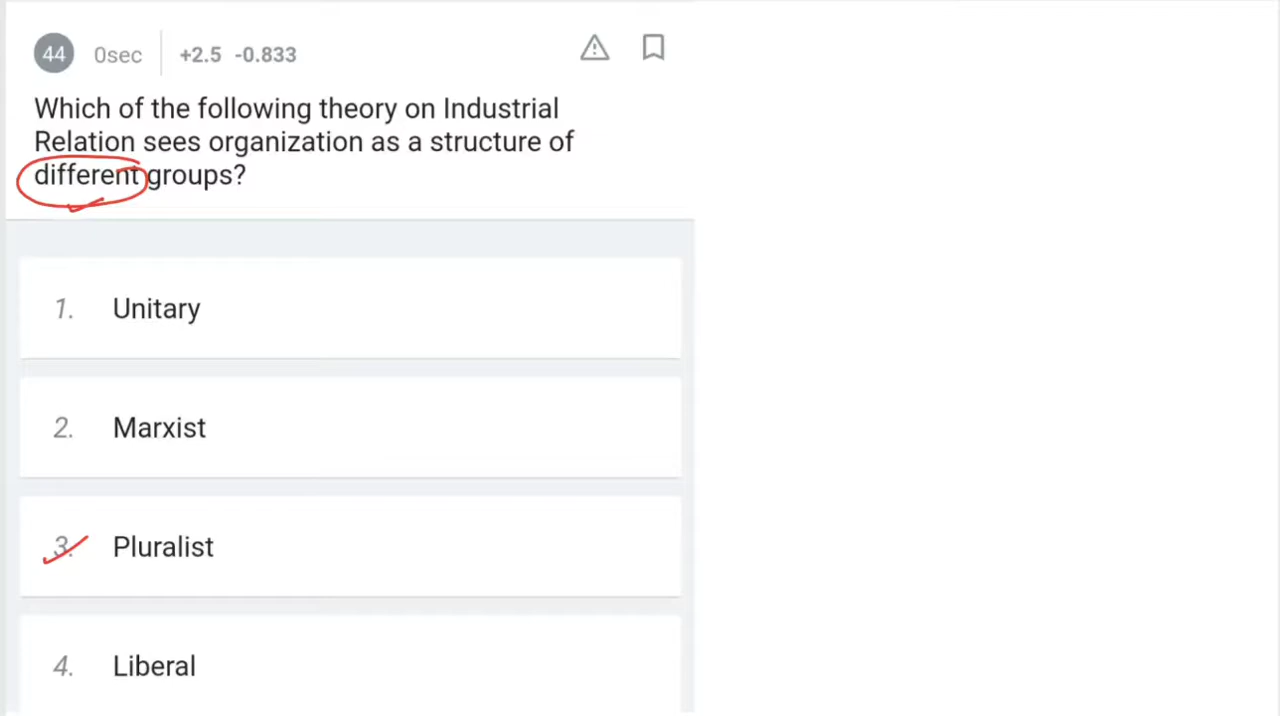 44 0sec +2.5 -0.833
Which of the following theory on Industrial
Relation sees organization as a structure of
different groups?
1. Unitary
2. Marxist
3. Pluralist
4. Liberal